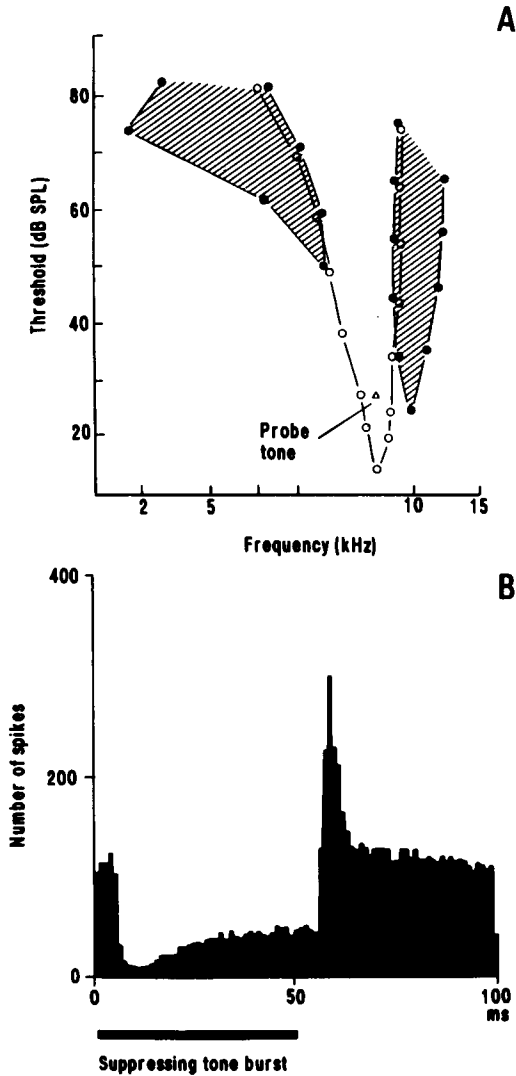 A
80
60
40
20
Threshold (dB SPL)
Probe
tone
2
5
10
15
Frequency (kHz)
B
400
200
0
Number of spikes
0
50
100
ms
Suppressing tone burst